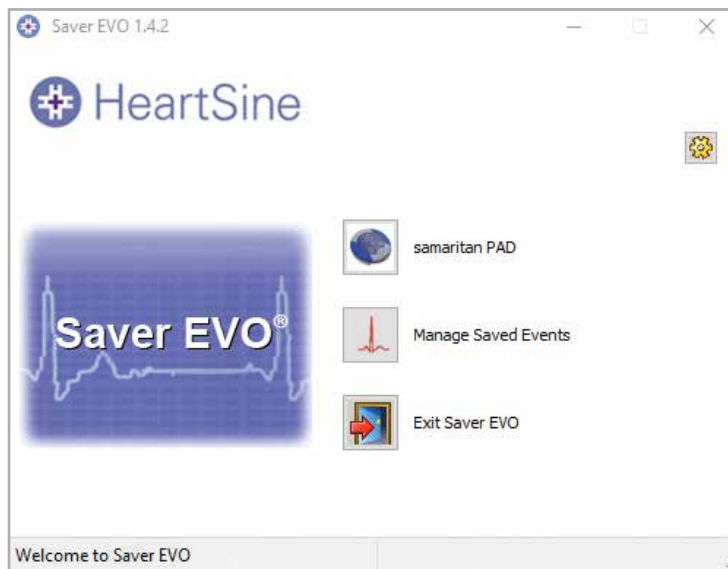 Saver EVO 1.4.2
HeartSine
samaritan PAD
Saver EVO®
Manage Saved Events
Exit Saver EVO
Welcome to Saver EVO